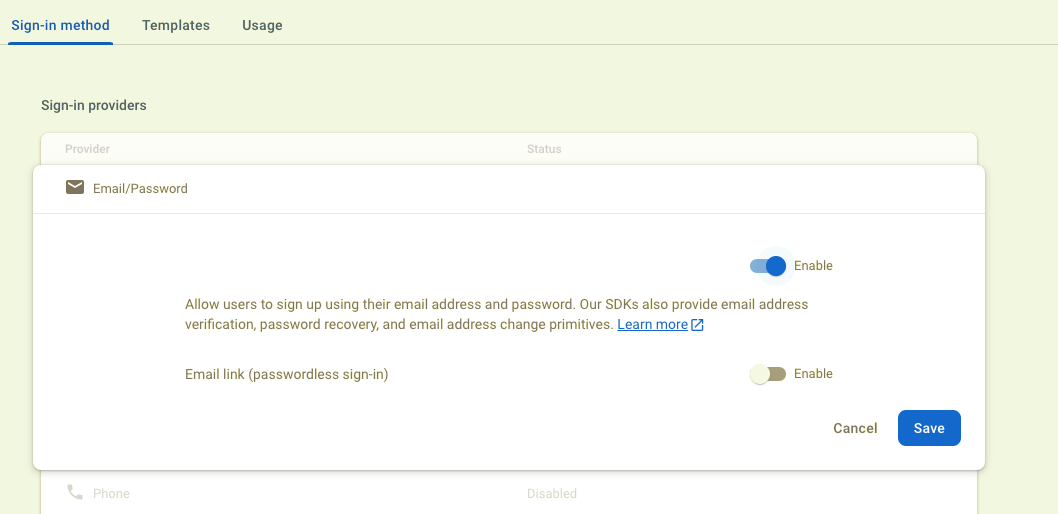 Sign-in method Templates Usage
Sign-in providers
Provider Status
Email/Password
Enable
Allow users to sign up using their email address and password. Our SDKs also provide email address
verification, password recovery, and email address change primitives. Learn more
Email link (passwordless sign-in) Enable
Cancel Save
Phone Disabled